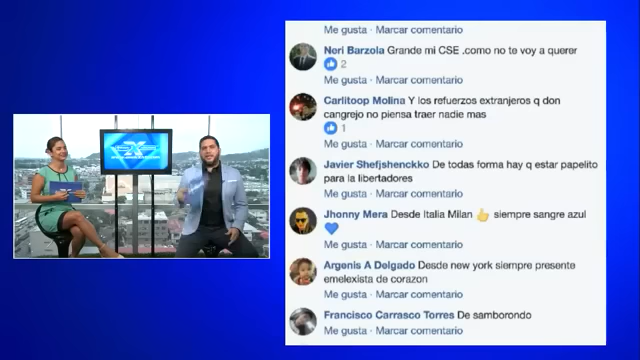 Me gusta · Marcar comentario
Neri Barzola Grande mi CSE .como no te voy a querer
2
Me gusta · Marcar comentario
Carlitoop Molina Y los refuerzos extranjeros q don
cangrejo no piensa traer nadie mas
1
Me gusta · Marcar comentario
Javier Shefjshenckko De todas forma hay q estar papelito
para la libertadores
Me gusta · Marcar comentario
Jhonny Mera Desde Italia Milan 👍 siempre sangre azul
💙
Me gusta · Marcar comentario
Argenis A Delgado Desde new york siempre presente
emelexista de corazon
Me gusta · Marcar comentario
Francisco Carrasco Torres De samborondo
Me gusta · Marcar comentario